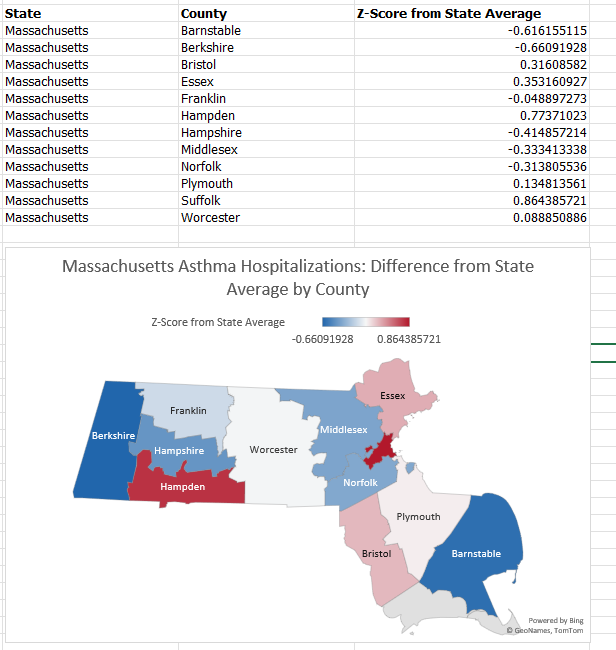 State County Z-Score from State Average
Massachusetts Barnstable -0.616155115
Massachusetts Berkshire -0.66091928
Massachusetts Bristol 0.31608582
Massachusetts Essex 0.353160927
Massachusetts Franklin -0.048897273
Massachusetts Hampden 0.77371023
Massachusetts Hampshire -0.414857214
Massachusetts Middlesex -0.333413338
Massachusetts Norfolk -0.313805536
Massachusetts Plymouth 0.134813561
Massachusetts Suffolk 0.864385721
Massachusetts Worcester 0.088850886
Massachusetts Asthma Hospitalizations: Difference from State
Average by County
Z-Score from State Average
-0.66091928 0.864385721
Essex
Franklin
Middlesex
Berkshire
Hampshire
Worcester
Norfolk
Hampden
Plymouth
Bristol
Barnstable
Powered by Bing
© GeoNames, TomTom